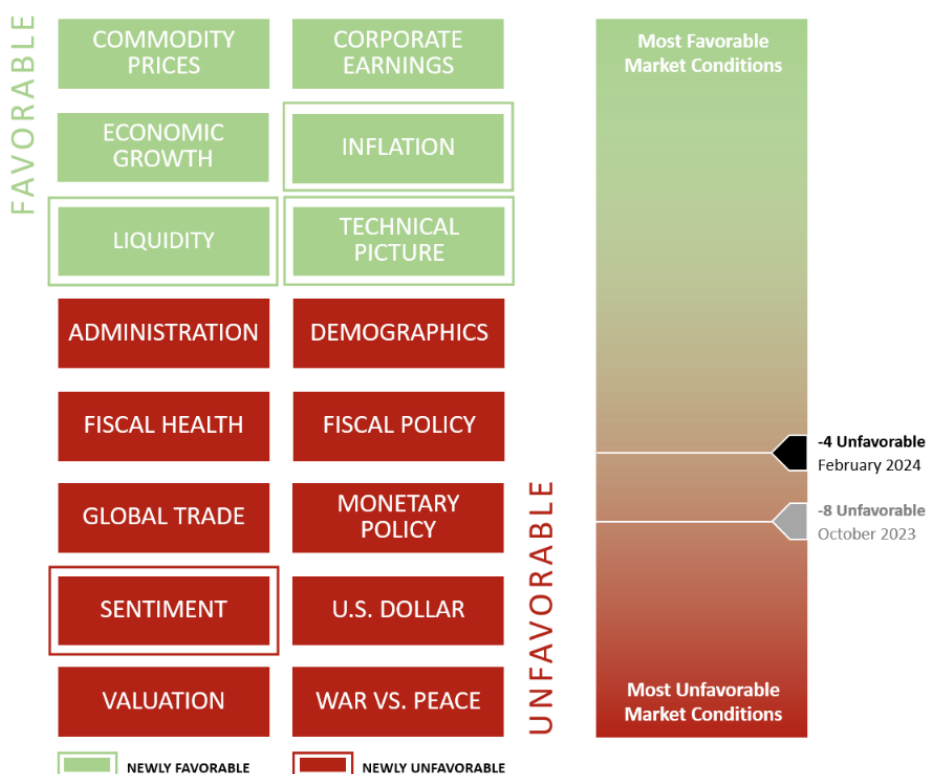 FAVORABLE
COMMODITY
PRICES
CORPORATE
EARNINGS
ECONOMIC
GROWTH
INFLATION
LIQUIDITY
TECHNICAL
PICTURE
ADMINISTRATION
DEMOGRAPHICS
FISCAL HEALTH
FISCAL POLICY
GLOBAL TRADE
MONETARY
POLICY
SENTIMENT
U.S. DOLLAR
VALUATION
WAR VS. PEACE
UNFAVORABLE
NEWLY FAVORABLE
NEWLY UNFAVORABLE
Most Favorable
Market Conditions
-4 Unfavorable
February 2024
-8 Unfavorable
October 2023
Most Unfavorable
Market Conditions